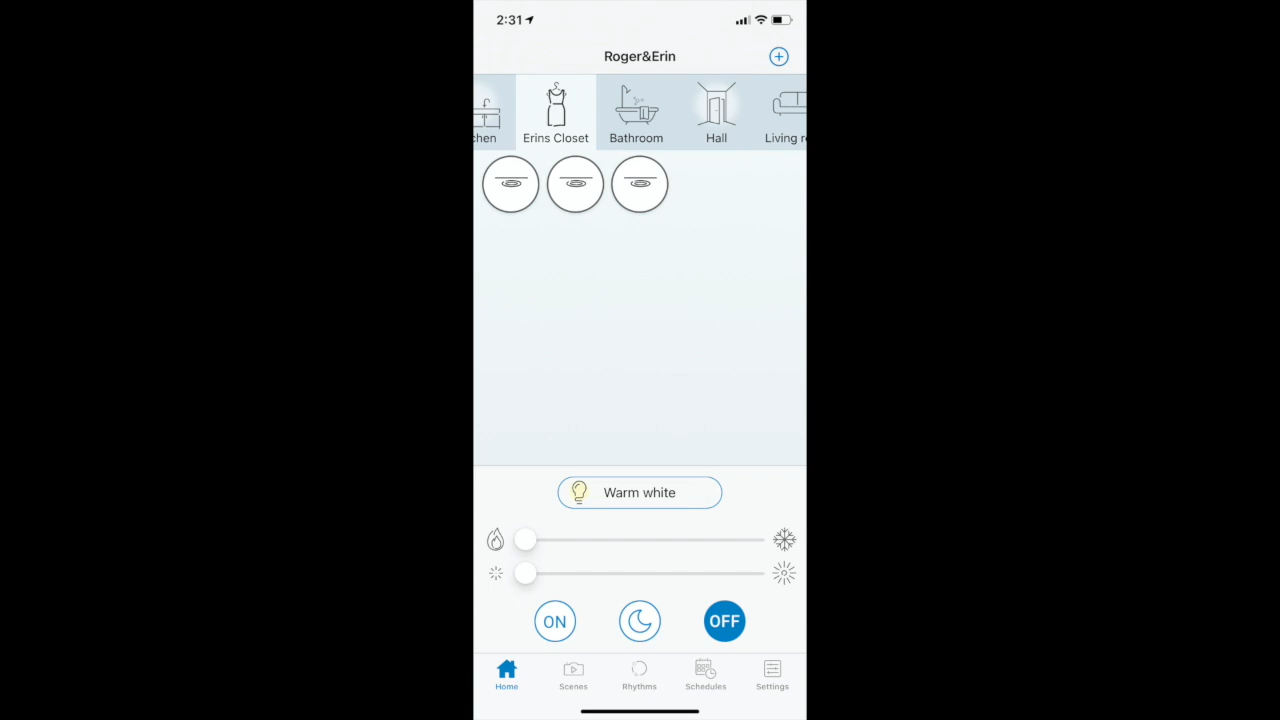 2:31
Roger&Erin
chen
Erins Closet
Bathroom
Hall
Living r
Warm white
ON
OFF
Home
Scenes
Rhythms
Schedules
Settings